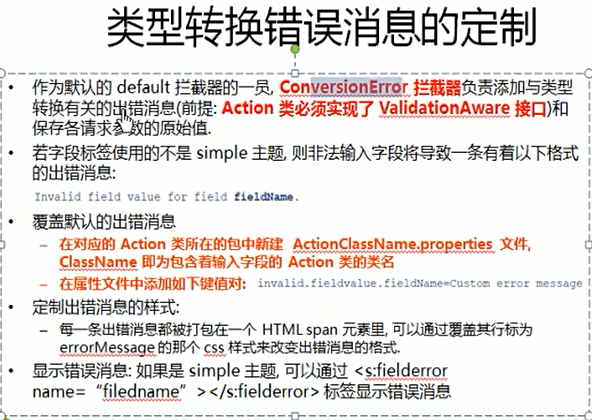 类型转换错误消息的定制
• 作为默认的 default 拦截器的一员, ConversionError 拦截器负责添加与类型
转换有关的出错消息(前提: Action 类必须实现了 ValidationAware 接口)和
保存各请求参数的原始值.
• 若字段标签使用的不是 simple 主题, 则非法输入字段将导致一条有着以下格式
的出错消息:
Invalid field value for field fieldName.
• 覆盖默认的出错消息
– 在对应的 Action 类所在的包中新建 ActionClassName.properties 文件,
ClassName 即为包含着输入字段的 Action 类的类名
– 在属性文件中添加如下键值对: invalid.fieldvalue.fieldName=Custom error message
• 定制出错消息的样式:
– 每一条出错消息都被打包在一个 HTML span 元素里, 可以通过覆盖其行标为
errorMessage 的那个 css 样式来改变出错消息的格式.
• 显示错误消息: 如果是 simple 主题, 可以通过 <s:fielderror
name=“filedname”></s:fielderror> 标签显示错误消息